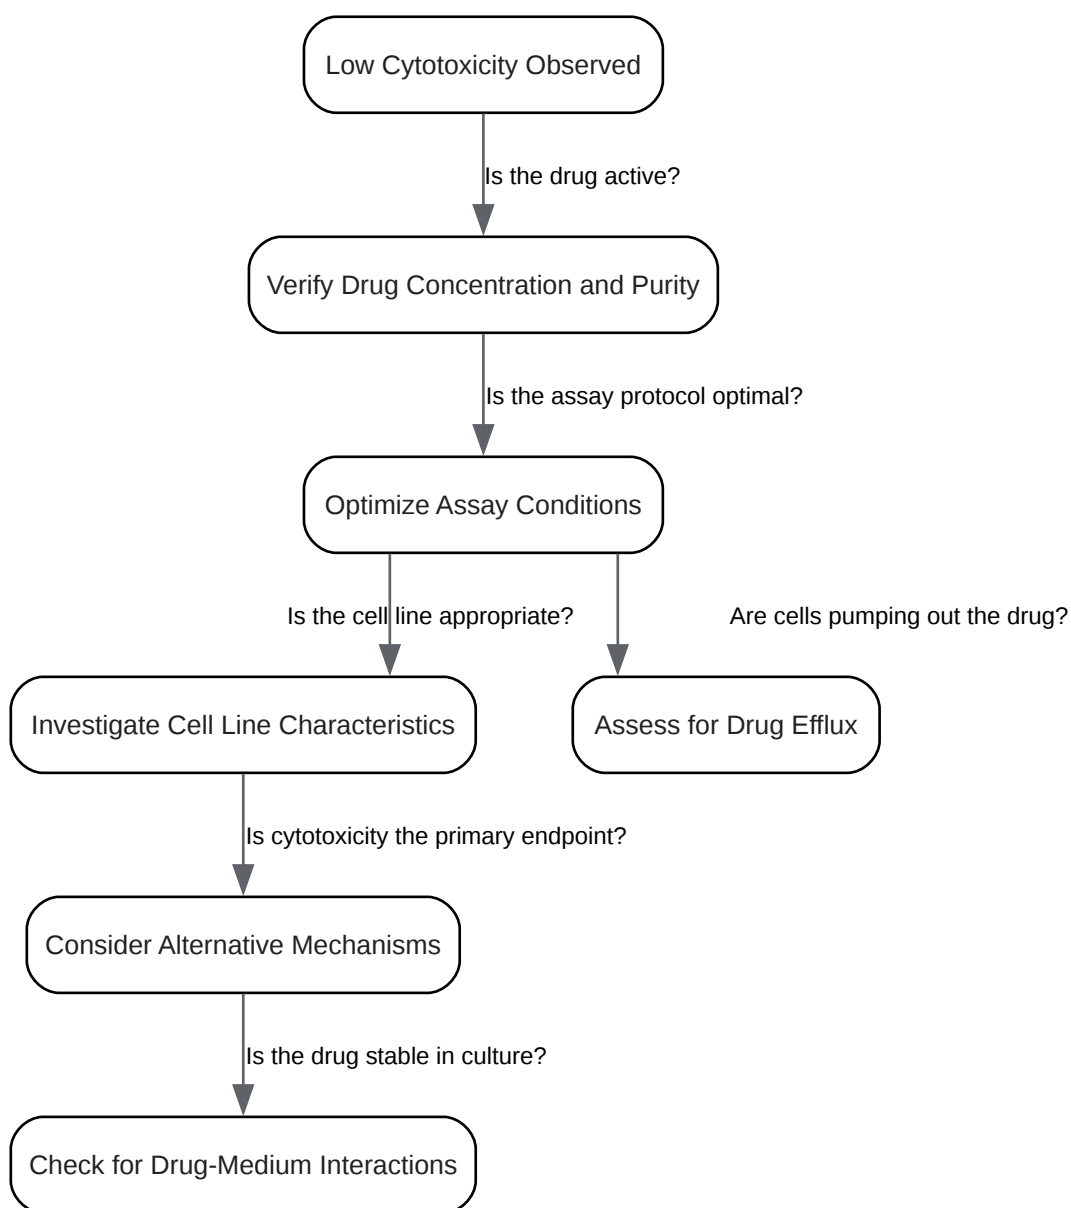 Low Cytotoxicity Observed
Is the drug active?
Verify Drug Concentration and Purity
Is the assay protocol optimal?
Optimize Assay Conditions
Is the cell line appropriate?
Are cells pumping out the drug?
Investigate Cell Line Characteristics
Assess for Drug Efflux
Is cytotoxicity the primary endpoint?
Consider Alternative Mechanisms
Is the drug stable in culture?
Check for Drug-Medium Interactions